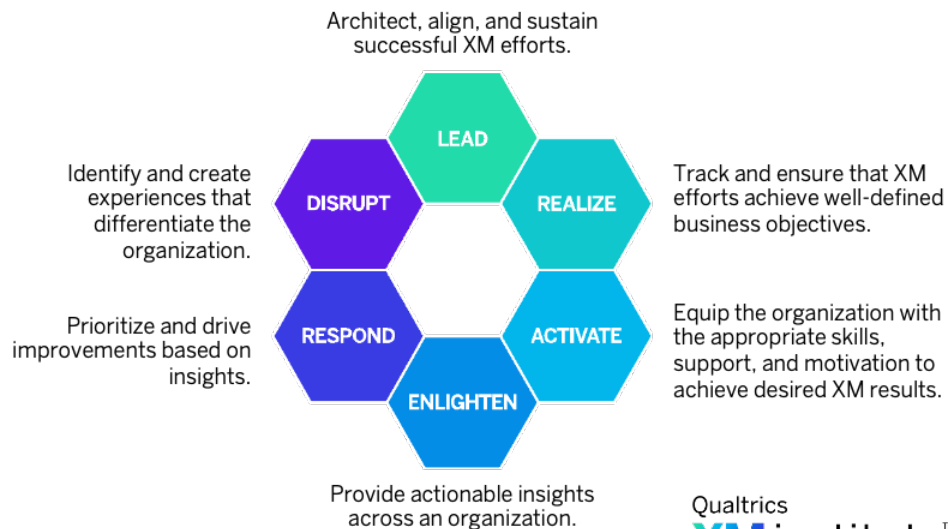 Architect, align, and sustain
successful XM efforts.
LEAD
REALIZE
Track and ensure that XM
efforts achieve well-defined
business objectives.
ACTIVATE
Equip the organization with
the appropriate skills,
support, and motivation to
achieve desired XM results.
ENLIGHTEN
Provide actionable insights
across an organization.
RESPOND
Prioritize and drive
improvements based on
insights.
DISRUPT
Identify and create
experiences that
differentiate the
organization.
Qualtrics
XM